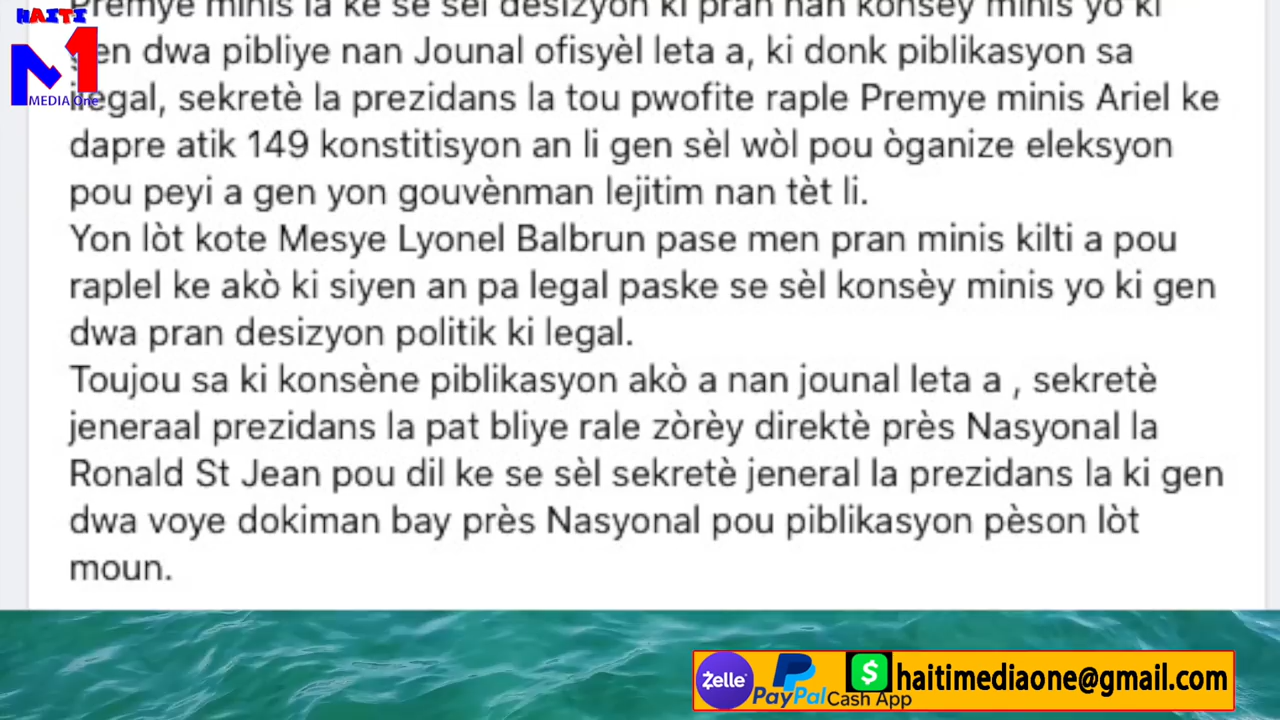 HAITI
M1
MEDIA One
Premye minis la ke se sèl desizyon ki pran nan konsèy minis yo ki
gen dwa pibliye nan Jounal ofisyèl leta a, ki donk piblikasyon sa
ilegal, sekretè la prezidans la tou pwofite raple Premye minis Ariel ke
dapre atik 149 konstitisyon an li gen sèl wòl pou òganize eleksyon
pou peyi a gen yon gouvènman lejitim nan tèt li.
Yon lòt kote Mesye Lyonel Balbrun pase men pran minis kilti a pou
raplel ke akò ki siyen an pa legal paske se sèl konsèy minis yo ki gen
dwa pran desizyon politik ki legal.
Toujou sa ki konsène piblikasyon akò a nan jounal leta a , sekretè
jeneraal prezidans la pat bliye rale zòrèy direktè près Nasyonal la
Ronald St Jean pou dil ke se sèl sekretè jeneral la prezidans la ki gen
dwa voye dokiman bay près Nasyonal pou piblikasyon pèson lòt
moun.
Zelle
PayPal
$
Cash App
haitimediaone@gmail.com